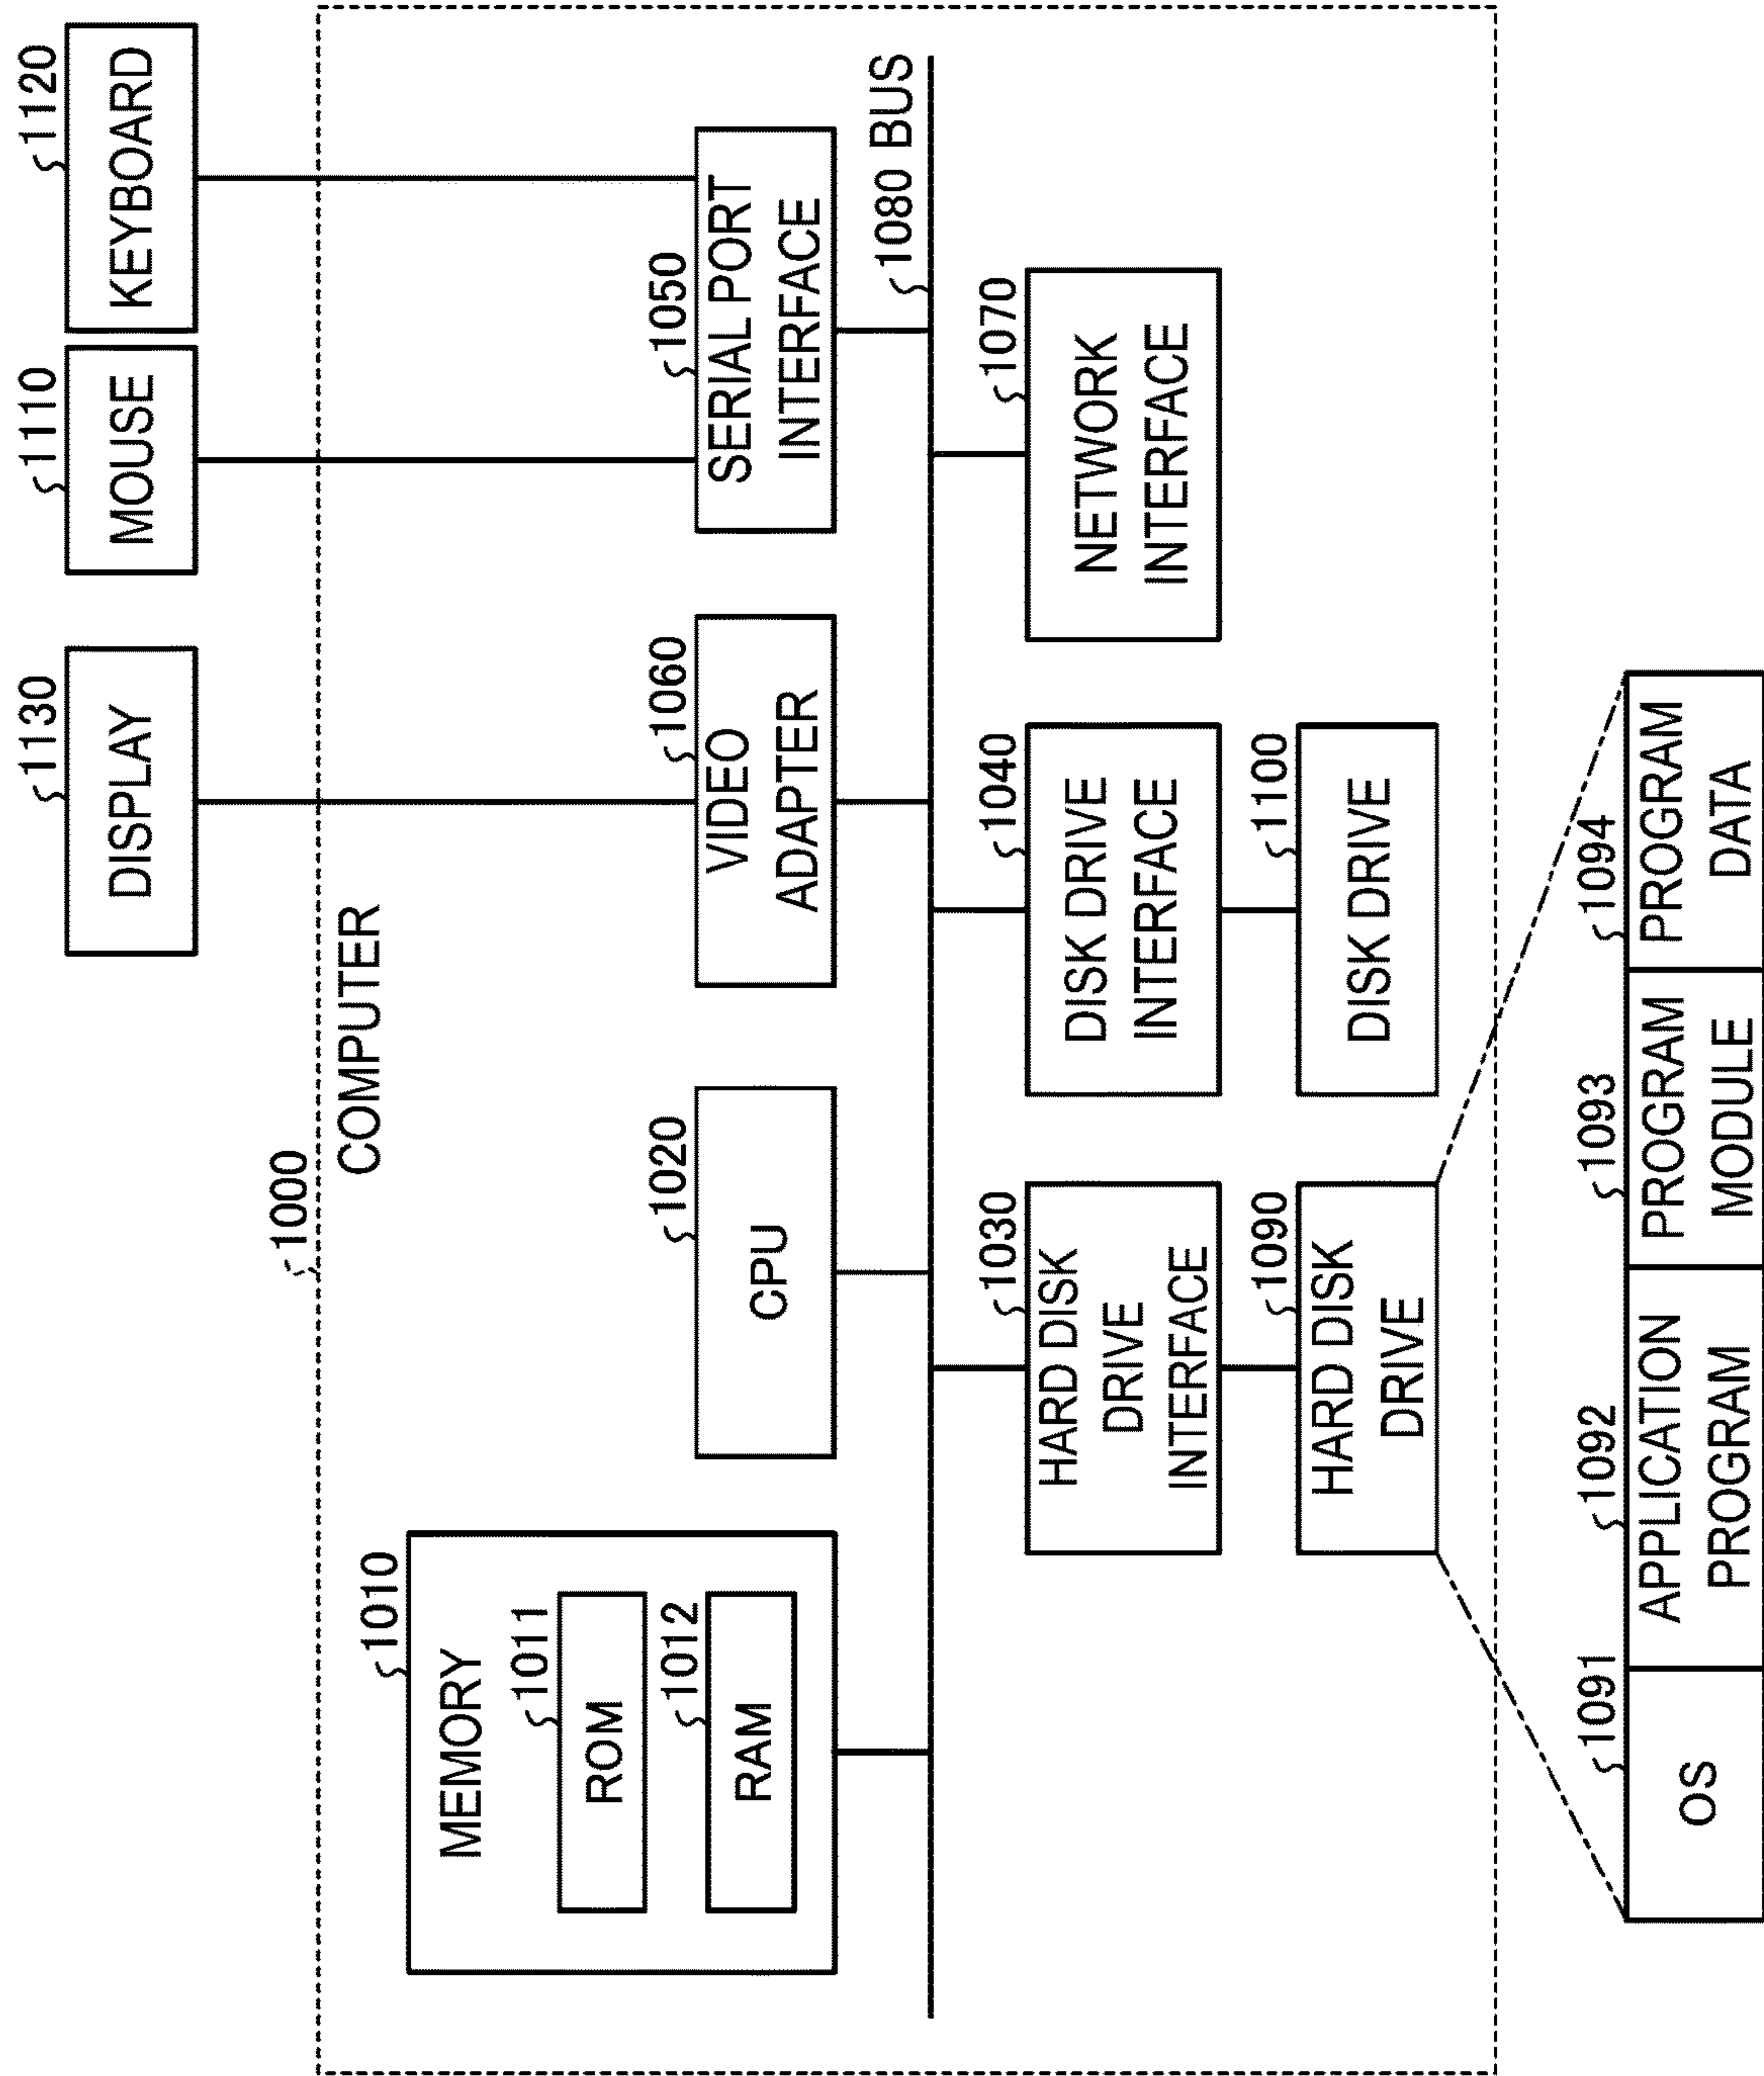 1000
COMPUTER
1010
MEMORY
1011
ROM
1012
RAM
1020
CPU
1130
DISPLAY
1060
VIDEO
ADAPTER
1110
MOUSE
1120
KEYBOARD
1050
SERIAL PORT
INTERFACE
1080 BUS
1030
HARD DISK
DRIVE
INTERFACE
1090
HARD DISK
DRIVE
1040
DISK DRIVE
INTERFACE
1100
DISK DRIVE
1070
NETWORK
INTERFACE
1091
OS
1092
APPLICATION
PROGRAM
1093
PROGRAM
MODULE
1094
PROGRAM
DATA